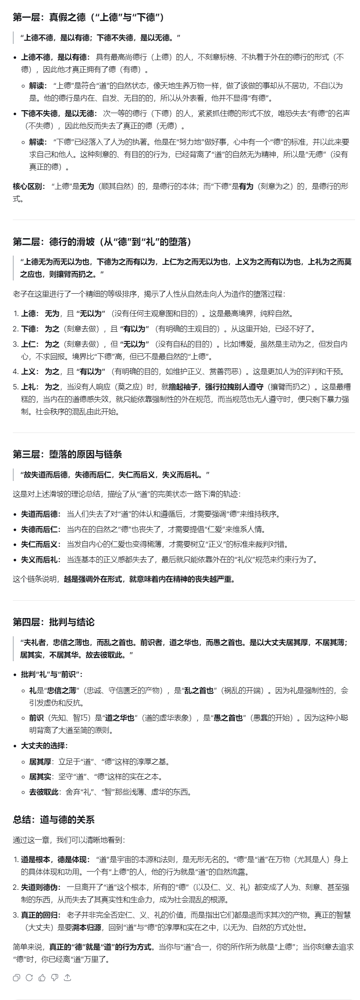 第一层：真假之德（“上德”与“下德”）
“上德不德，是以有德；下德不失德，是以无德。”
• 上德不德，是以有德： 具有最高尚德行（上德）的人，不刻意标榜、不执着于外在的德行的形式（不
德），因此他才真正拥有了德（有德）。
解读： “上德”是符合“道”的自然状态，像天地生养万物一样，做了该做的事却从不居功，不自以为
是。他的德行是内在、自发、无目的的，所以从外表看，他并不显得“有德”。
• 下德不失德，是以无德： 次一等的德行（下德）的人，紧紧抓住德的形式不放，唯恐失去“有德”的名声
（不失德），因此他反而失去了真正的德（无德）。
解读： “下德”已经落入了人为的执著。他是在“努力地”做好事，心中有一个“德”的标准，并以此来要
求自己和他人。这种刻意的、有目的的行为，已经背离了“道”的自然无为精神，所以是“无德”（没有
真正的德）。
核心区别： “上德”是无为（顺其自然）的，是德行的本体；而“下德”是有为（刻意为之）的，是德行的形
式。
第二层：德行的滑坡（从“德”到“礼”的堕落）
“上德无为而无以为也，下德为之而有以为，上仁为之而无以为也，上义为之而有以为也，上礼为之而莫
之应也，则攘臂而扔之。”
老子在这里进行了一个精细的等级排序，揭示了人性从自然走向人为造作的堕落过程：
1. 上德： 无为，且 “无以为” （没有任何主观意图和目的）。这是最高境界，纯粹自然。
2. 下德： 为之（刻意去做），且 “有以为” （有明确的主观目的）。从这里开始，已经不好了。
3. 上仁： 为之（刻意去做），但 “无以为” （没有自私的目的）。比如博爱，虽然是主动为之，但发自内
心，不求回报。境界比“下德”高，但已不是最自然的“上德”。
4. 上义： 为之，且 “有以为” （有明确的目的，如维护正义、赏善罚恶）。这是更加人为的评判和干预。
5. 上礼： 为之，当没有人响应（莫之应）时，就撸起袖子，强行拉拽别人遵守（攘臂而扔之）。这是最糟
糕的，当内在的道德感失效，就只能依靠强制性的外在规范，而当规范也无人遵守时，便只剩下暴力强
制。社会秩序的混乱由此开始。
第三层：堕落的原因与链条
“故失道而后德，失德而后仁，失仁而后义，失义而后礼。”
这是对上述滑坡的理论总结，描绘了从“道”的完美状态一路下滑的轨迹：
• 失道而后德： 当人们失去了对“道”的体认和遵循后，才需要强调“德”来维持秩序。
• 失德而后仁： 当内在的自然之“德”也丧失了，才需要提倡“仁爱”来维系人情。
• 失仁而后义： 当发自内心的仁爱也变得稀薄，才需要树立“正义”的标准来裁判对错。
• 失义而后礼： 当连基本的正义感都失去了，最后就只能依靠外在的“礼仪”规范来约束行为了。
这个链条说明，越是强调外在形式，就意味着内在精神的丧失越严重。
第四层：批判与结论
“夫礼者，忠信之薄也，而乱之首也。前识者，道之华也，而愚之首也。是以大丈夫居其厚，不居其薄；
居其实，不居其华。故去彼取此。”
• 批判“礼”与“前识”：
礼是“忠信之薄”（忠诚、守信匮乏的产物），是“乱之首也”（祸乱的开端）。因为礼是强制性的，会
引发虚伪和反抗。
前识（先知、智巧）是“道之华也”（道的虚华表象），是“愚之首也”（愚蠢的开始）。因为这种小聪
明背离了大道至简的原则。
• 大丈夫的选择：
居其厚：立足于“道”、“德”这样的淳厚之基。
居其实：坚守“道”、“德”这样的实在之本。
去彼取此：舍弃“礼”、“智”那些浅薄、虚华的东西。
总结：道与德的关系
通过这一章，我们可以清晰地看到：
1. 道是根本，德是体现： “道”是宇宙的本源和法则，是无形无名的。“德”是“道”在万物（尤其是人）身上
的具体体现和功用。一个有“上德”的人，他的行为就是“道”的自然流露。
2. 失道则德伪： 一旦离开了“道”这个根本，所有的“德”（以及仁、义、礼）都变成了人为、刻意、甚至强
制的东西，从而失去了其真实性和生命力，成为社会混乱的根源。
3. 真正的回归： 老子并非完全否定仁、义、礼的价值，而是指出它们都是退而求其次的产物。真正的智慧
（大丈夫）是要溯本归源，回到“道”与“德”的淳厚和实在之中，以无为、自然的方式处世。
简单来说，真正的“德”就是“道”的行为方式。当你与“道”合一，你的所作所为就是“上德”；当你刻意去追求
“德”时，你已经离“道”万里了。